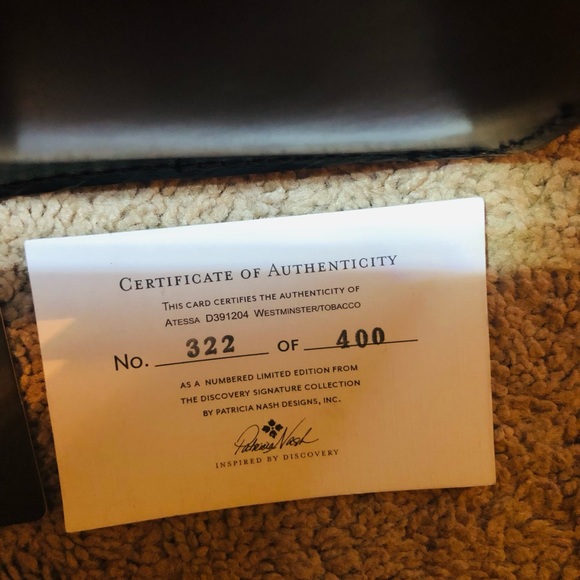 CERTIFICATE OF AUTHENTICITY
THIS CARD CERTIFIES THE AUTHENTICITY OF
ATESSA D391204 WESTMINSTER/TOBACCO
No. 322 OF 400
AS A NUMBERED LIMITED EDITION FROM
THE DISCOVERY SIGNATURE COLLECTION
BY PATRICIA NASH DESIGNS, INC.
Patricia Nash
INSPIRED BY DISCOVERY